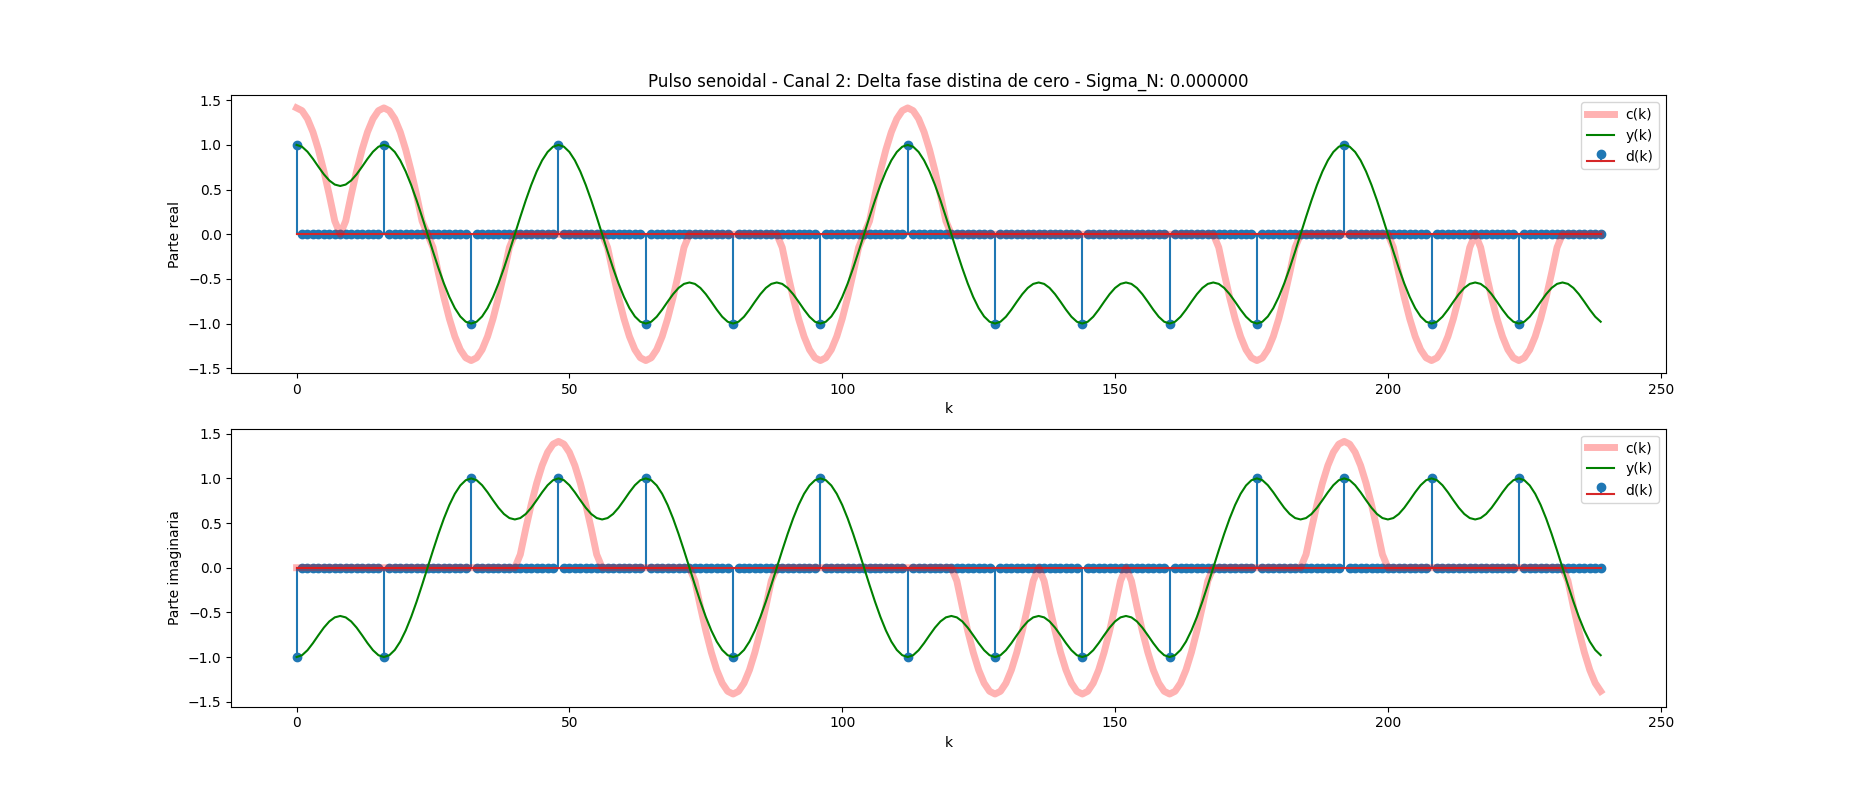 Pulso senoidal - Canal 2: Delta fase distina de cero - Sigma_N: 0.000000
1.5
1.0
0.5
0.0
−0.5
−1.0
−1.5
Parte real
c(k)
y(k)
d(k)
0 50 100 150 200 250
k
1.5
1.0
0.5
0.0
−0.5
−1.0
−1.5
Parte imaginaria
c(k)
y(k)
d(k)
0 50 100 150 200 250
k